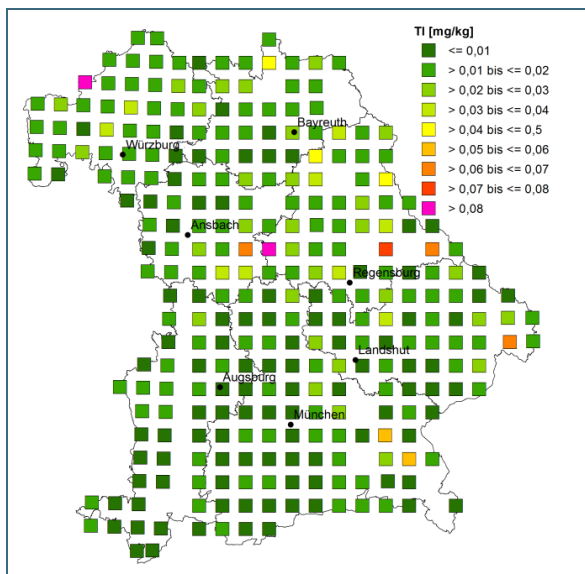 Tl [mg/kg]
<= 0,01
> 0,01 bis <= 0,02
> 0,02 bis <= 0,03
> 0,03 bis <= 0,04
> 0,04 bis <= 0,5
> 0,05 bis <= 0,06
> 0,06 bis <= 0,07
> 0,07 bis <= 0,08
> 0,08
Bayreuth
Würzburg
Ansbach
Regensburg
Landshut
Augsburg
München